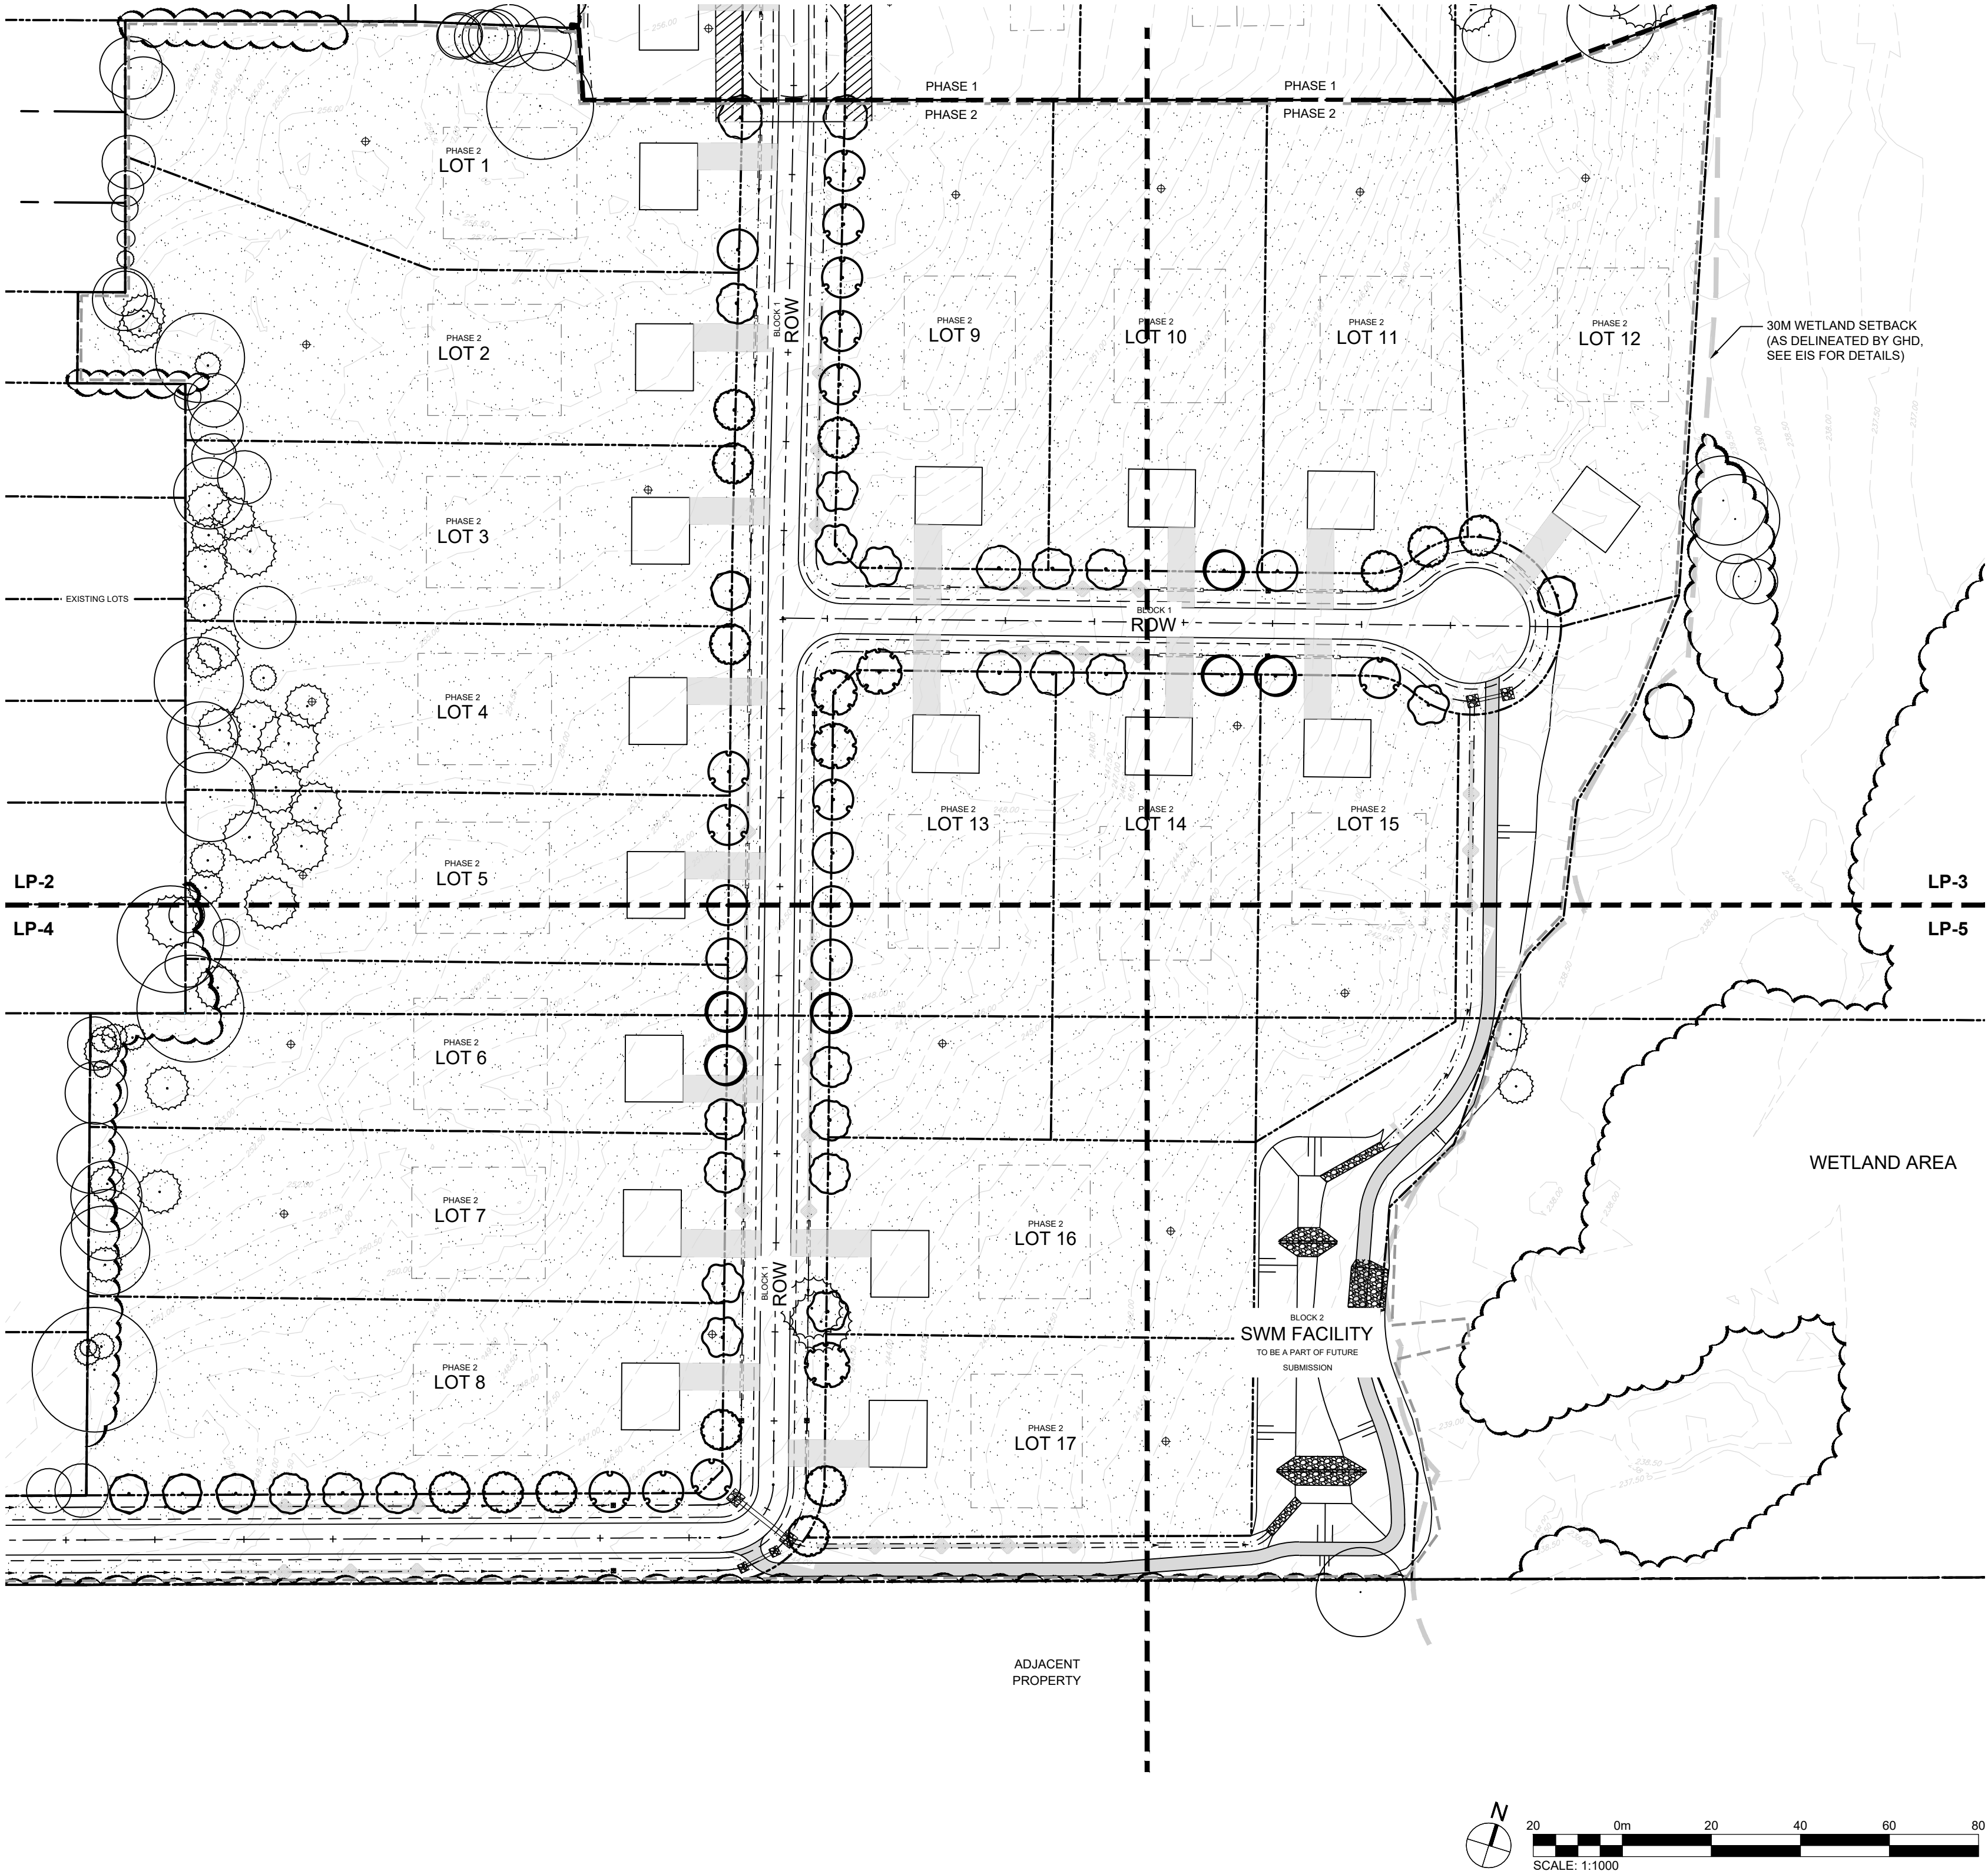 PHASE 1
PHASE 2
PHASE 1
PHASE 2
256.00
PHASE 2
LOT 1
PHASE 2
LOT 2
BLOCK 1
ROW
PHASE 2
LOT 9
PHASE 2
LOT 10
PHASE 2
LOT 11
PHASE 2
LOT 12
30M WETLAND SETBACK
(AS DELINEATED BY GHD,
SEE EIS FOR DETAILS)
PHASE 2
LOT 3
EXISTING LOTS
BLOCK 1
ROW
PHASE 2
LOT 4
PHASE 2
LOT 13
PHASE 2
LOT 14
PHASE 2
LOT 15
PHASE 2
LOT 5
LP-2
LP-4
LP-3
LP-5
PHASE 2
LOT 6
WETLAND AREA
PHASE 2
LOT 7
PHASE 2
LOT 16
BLOCK 1
ROW
BLOCK 2
SWM FACILITY
TO BE A PART OF FUTURE
SUBMISSION
PHASE 2
LOT 8
PHASE 2
LOT 17
239.00
237.50
ADJACENT
PROPERTY
N
20 0m 20 40 60 80
SCALE: 1:1000